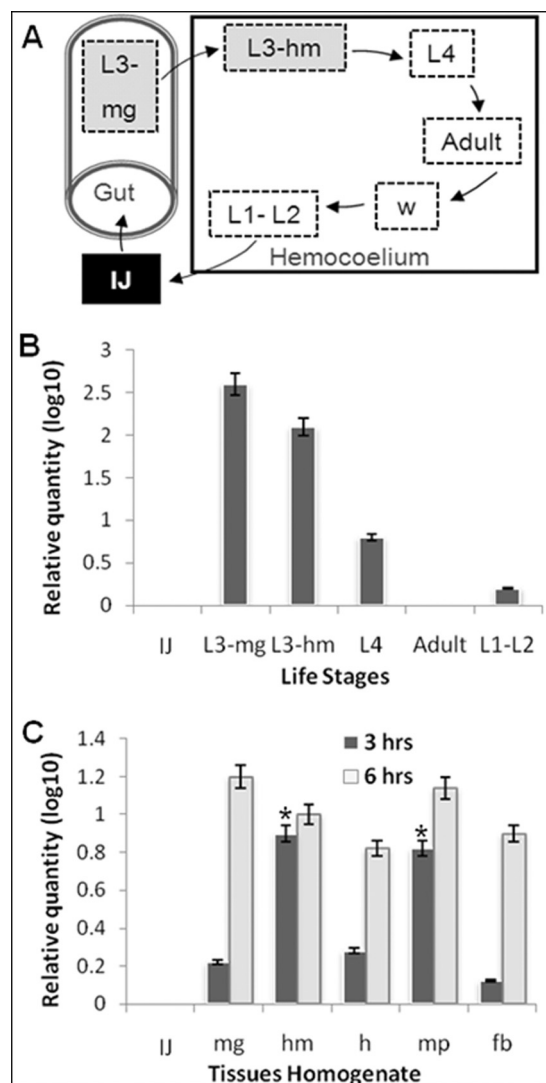 A
L3-
mg
L3-hm
L4
Adult
w
L1- L2
Gut
IJ
Hemocoelium
B
Relative quantity (log10)
3
2.5
2
1.5
1
0.5
0
IJ L3-mg L3-hm L4 Adult L1-L2
Life Stages
C
Relative quantity (log10)
1.4
1.2
1
0.8
0.6
0.4
0.2
0
3 hrs
6 hrs
*
*
IJ mg hm h mp fb
Tissues Homogenate